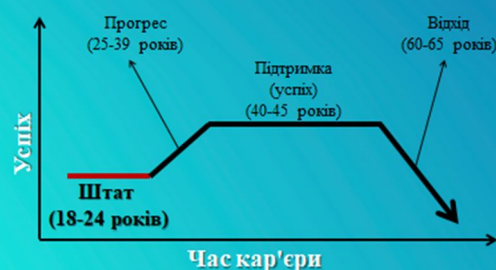 Прогрес
(25-39 років)
Відхід
(60-65 років)
Підтримка
(успіх)
(40-45 років)
Успіх
Штат
(18-24 років)
Час кар'єри